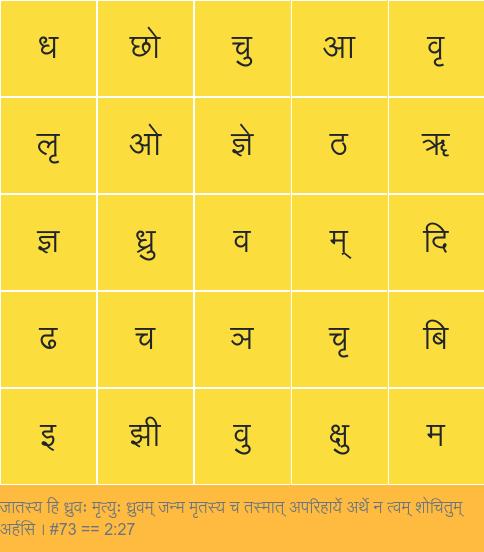 ध छो चु आ वृ
लृ ओ ज्ञे ठ ॠ
ज्ञ ध्रु व म् दि
ढ च ञ चृ बि
इ झी वु क्षु म
जातस्य हि ध्रुवः मृत्युः ध्रुवम् जन्म मृतस्य च तस्मात् अपरिहार्ये अर्थे न त्वम् शोचितुम्
अर्हसि । #73 == 2:27